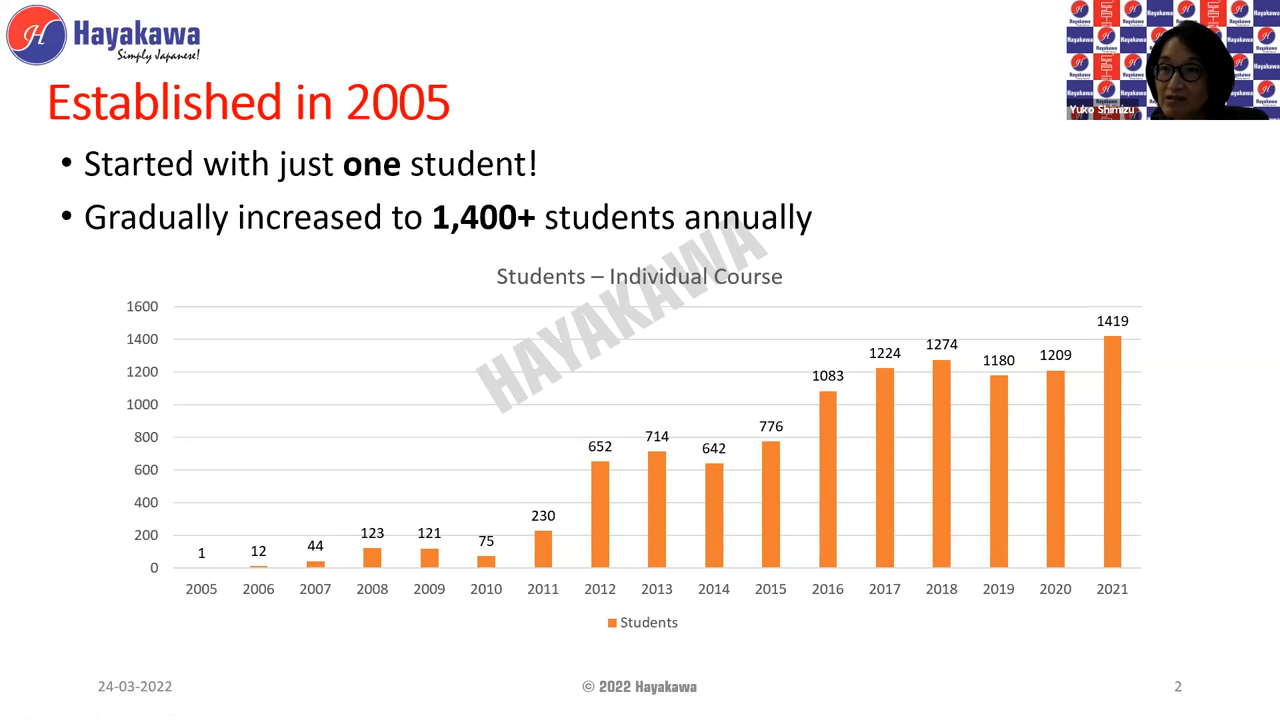 H Hayakawa
Simply Japanese!
Yuko Shimizu
Established in 2005
• Started with just one student!
• Gradually increased to 1,400+ students annually
HAYAKAWA
Students – Individual Course
1600
1400
1200
1000
800
600
400
200
0
1 12 44 123 121 75 230 652 714 642 776 1083 1224 1274 1180 1209 1419
2005 2006 2007 2008 2009 2010 2011 2012 2013 2014 2015 2016 2017 2018 2019 2020 2021
Students
24-03-2022 © 2022 Hayakawa 2